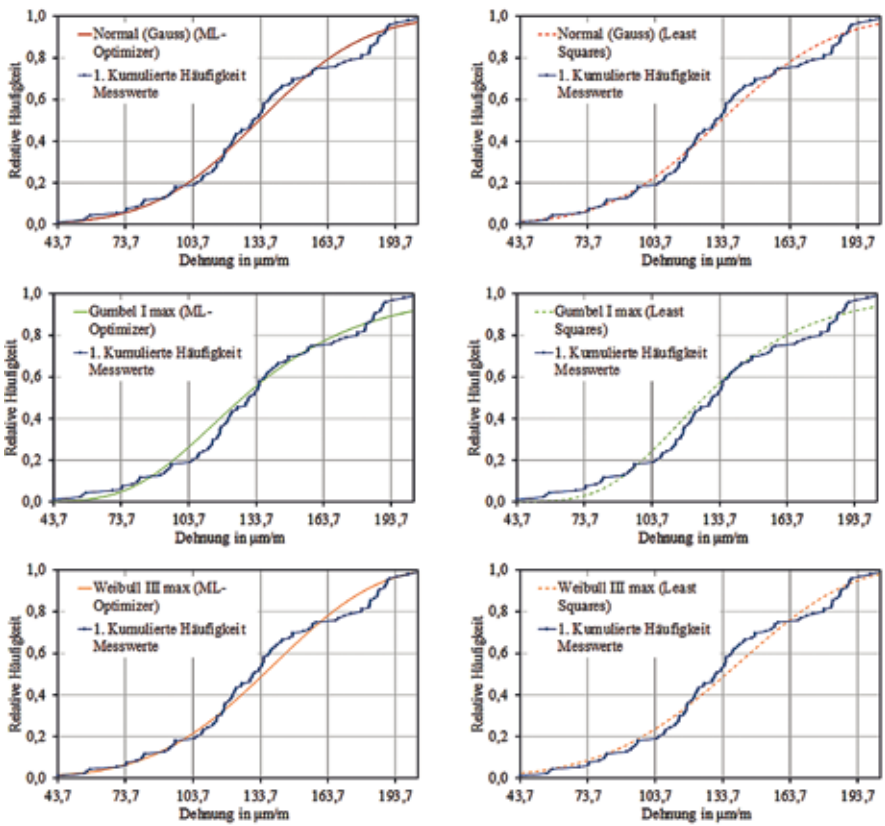 1,0
0,8
0,6
0,4
0,2
0,0
Relative Häufigkeit
Normal (Gauss) (ML-
Optimizer)
1. Kumulierte Häufigkeit
Messwerte
43,7 73,7 103,7 133,7 163,7 193,7
Dehnung in µm/m
1,0
0,8
0,6
0,4
0,2
0,0
Relative Häufigkeit
Normal (Gauss) (Least
Squares)
1. Kumulierte Häufigkeit
Messwerte
43,7 73,7 103,7 133,7 163,7 193,7
Dehnung in µm/m
1,0
0,8
0,6
0,4
0,2
0,0
Relative Häufigkeit
Gumbel I max (ML-
Optimizer)
1. Kumulierte Häufigkeit
Messwerte
43,7 73,7 103,7 133,7 163,7 193,7
Dehnung in µm/m
1,0
0,8
0,6
0,4
0,2
0,0
Relative Häufigkeit
Gumbel I max (Least
Squares)
1. Kumulierte Häufigkeit
Messwerte
43,7 73,7 103,7 133,7 163,7 193,7
Dehnung in µm/m
1,0
0,8
0,6
0,4
0,2
0,0
Relative Häufigkeit
Weibull III max (ML-
Optimizer)
1. Kumulierte Häufigkeit
Messwerte
43,7 73,7 103,7 133,7 163,7 193,7
Dehnung in µm/m
1,0
0,8
0,6
0,4
0,2
0,0
Relative Häufigkeit
Weibull III max (Least
Squares)
1. Kumulierte Häufigkeit
Messwerte
43,7 73,7 103,7 133,7 163,7 193,7
Dehnung in µm/m